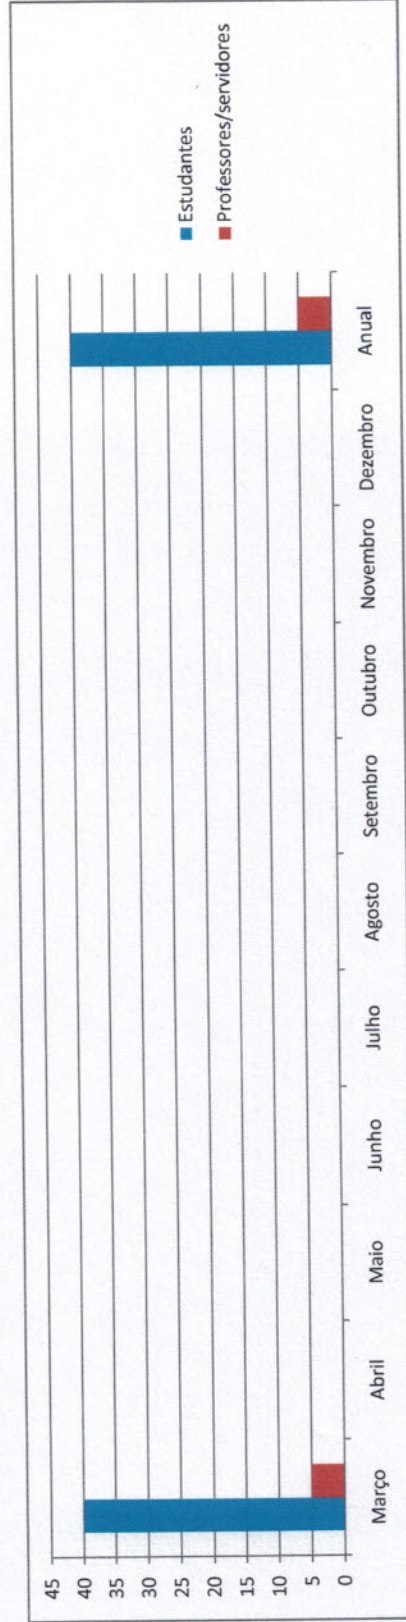 45
40
35
30
25
20
15
10
5
0
Março
Abril
Maio
Junho
Julho
Agosto
Setembro
Outubro
Novembro
Dezembro
Anual
Estudantes
Professores/servidores